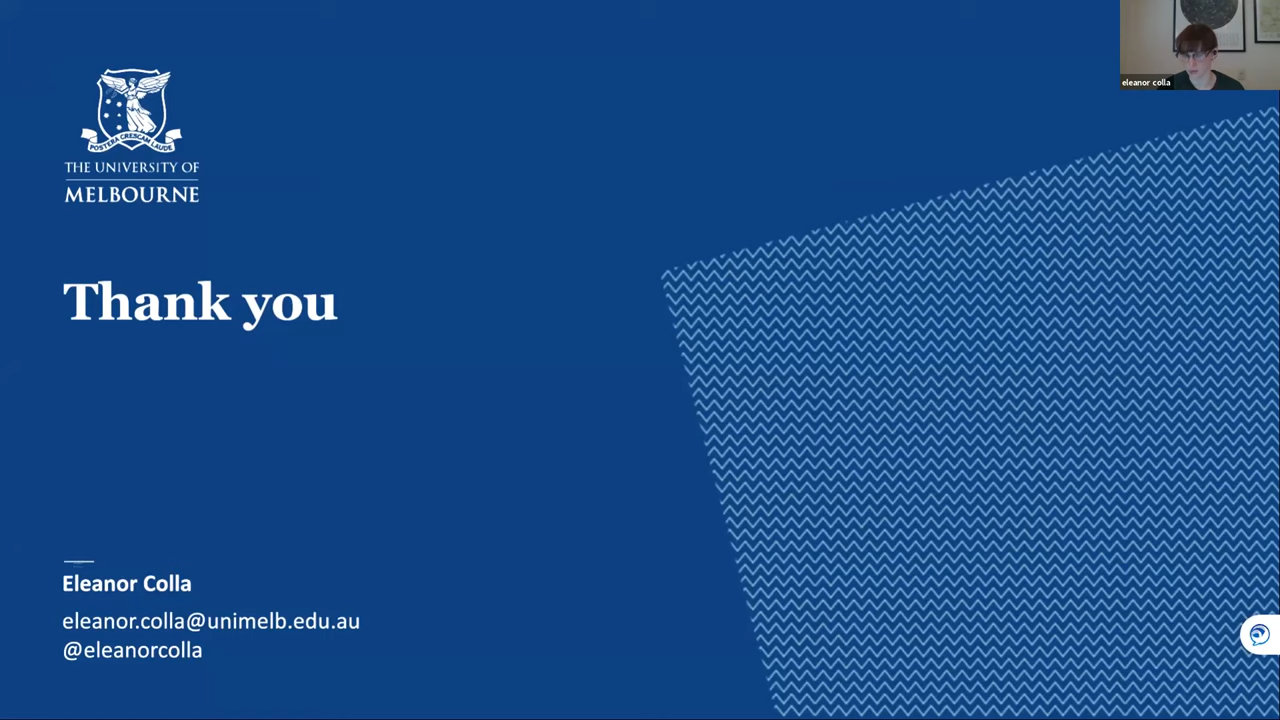 eleanor colla
POSTERA CRESCAM LAUDE
THE UNIVERSITY OF
MELBOURNE
Thank you
Eleanor Colla
eleanor.colla@unimelb.edu.au
@eleanorcolla